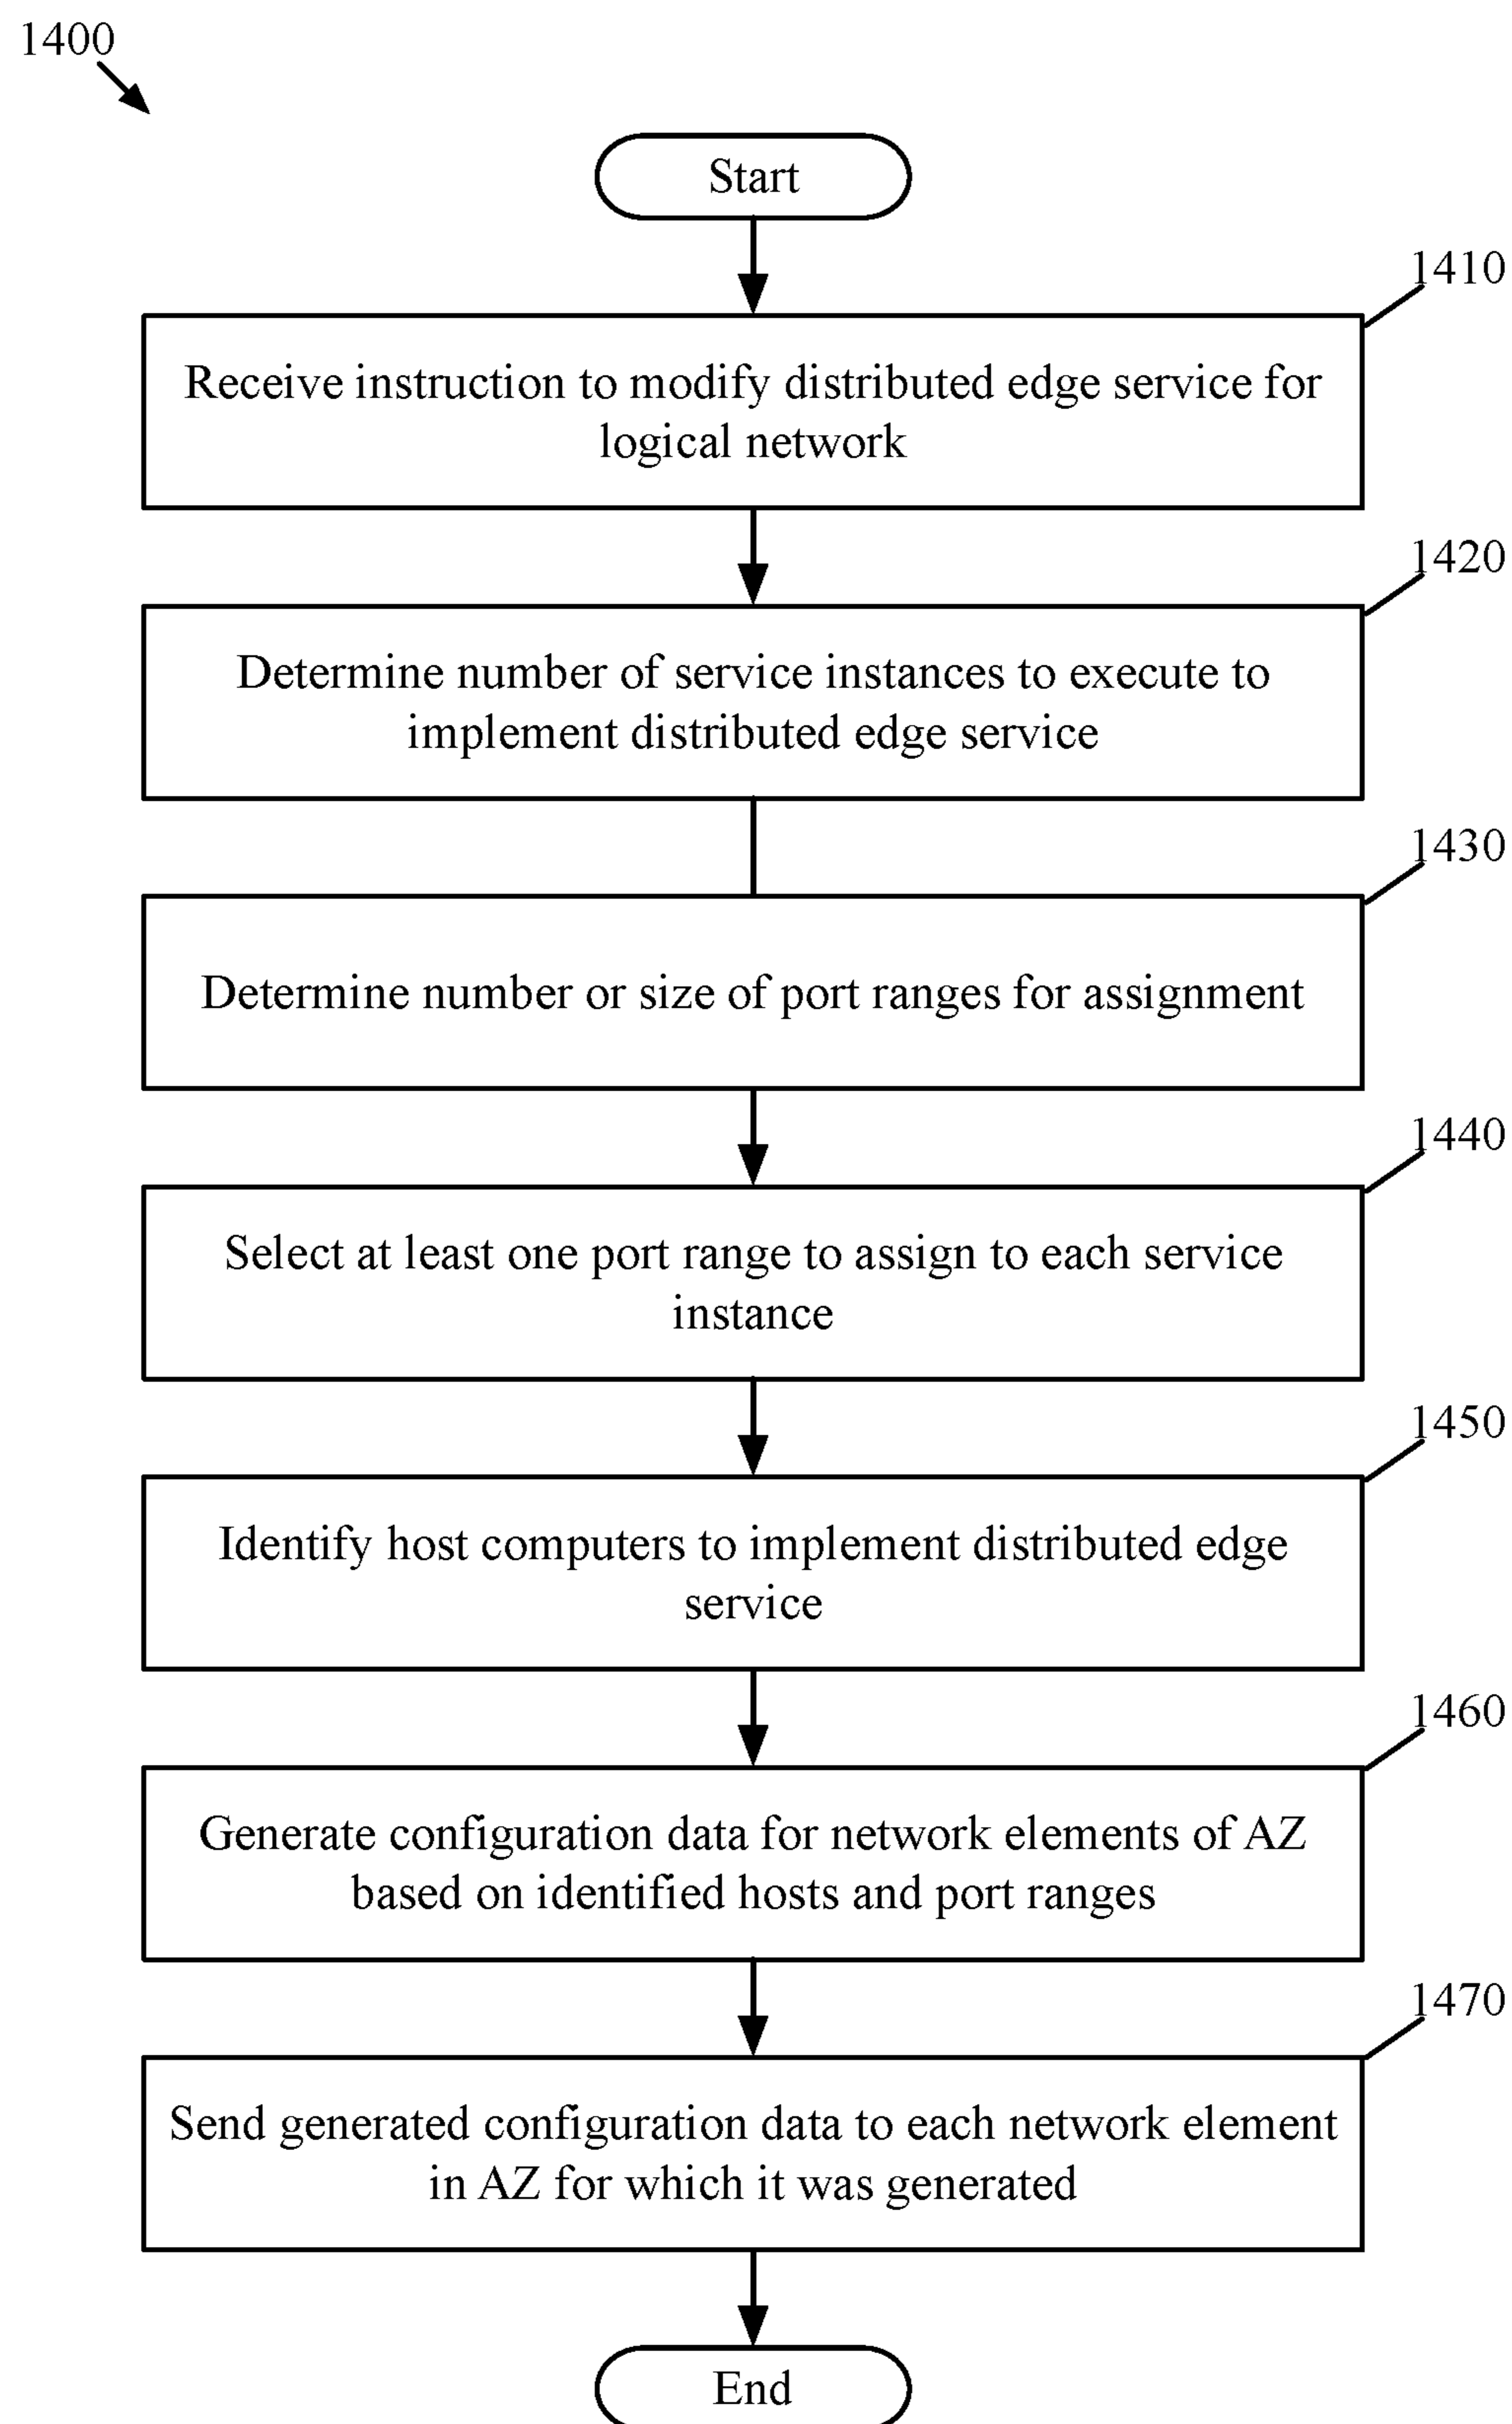 1400
Start
1410
Receive instruction to modify distributed edge service for
logical network
1420
Determine number of service instances to execute to
implement distributed edge service
1430
Determine number or size of port ranges for assignment
1440
Select at least one port range to assign to each service
instance
1450
Identify host computers to implement distributed edge
service
1460
Generate configuration data for network elements of AZ
based on identified hosts and port ranges
1470
Send generated configuration data to each network element
in AZ for which it was generated
End